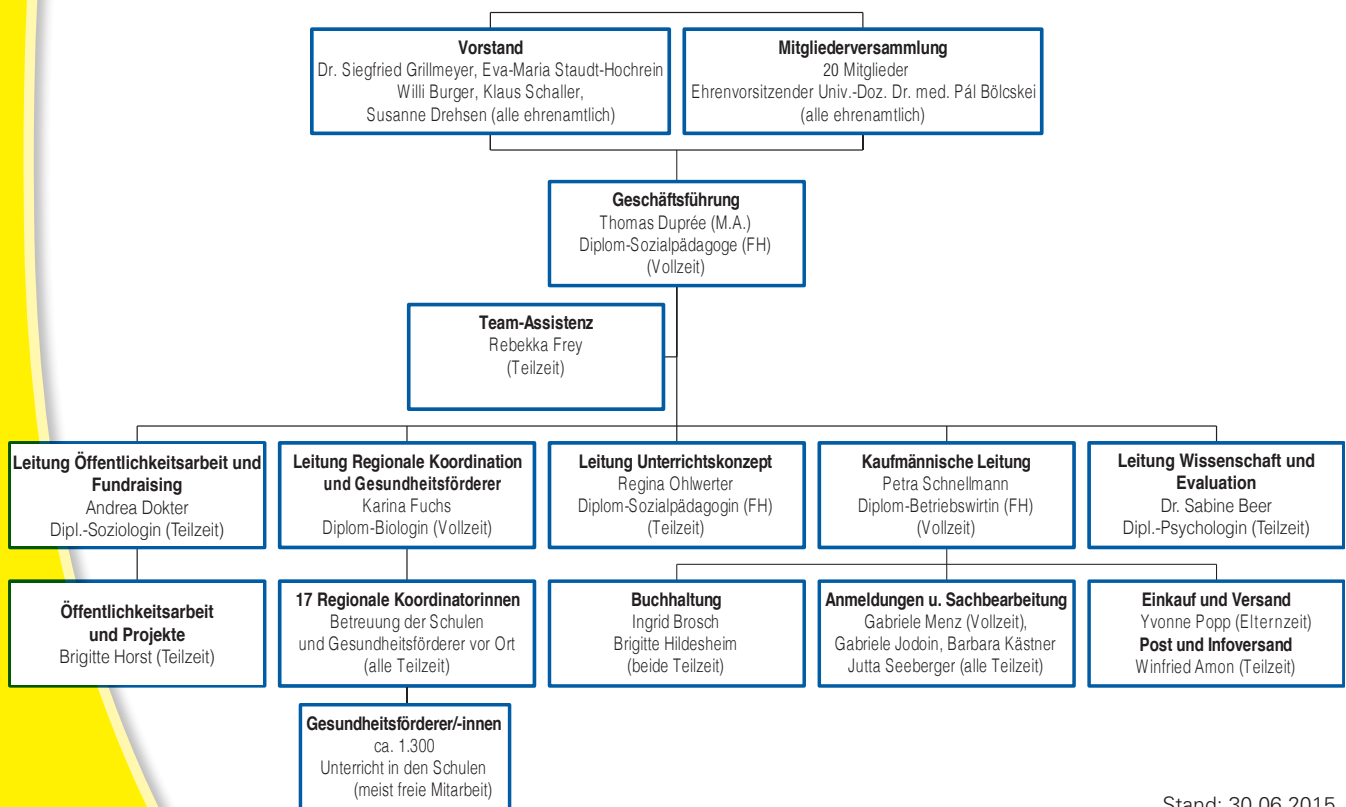 Vorstand
Dr. Siegfried Grillmeyer, Eva-Maria Staudt-Hochrein
Willi Burger, Klaus Schaller,
Susanne Drehsen (alle ehrenamtlich)
Mitgliederversammlung
20 Mitglieder
Ehrenvorsitzender Univ.-Doz. Dr. med. Pál Bölcskei
(alle ehrenamtlich)
Geschäftsführung
Thomas Duprée (M.A.)
Diplom-Sozialpädagoge (FH)
(Vollzeit)
Team-Assistenz
Rebekka Frey
(Teilzeit)
Leitung Öffentlichkeitsarbeit und
Fundraising
Andrea Dokter
Dipl.-Soziologin (Teilzeit)
Leitung Regionale Koordination
und Gesundheitsförderer
Karina Fuchs
Diplom-Biologin (Vollzeit)
Leitung Unterrichtskonzept
Regina Ohlwerter
Diplom-Sozialpädagogin (FH)
(Teilzeit)
Kaufmännische Leitung
Petra Schnellmann
Diplom-Betriebswirtin (FH)
(Vollzeit)
Leitung Wissenschaft und
Evaluation
Dr. Sabine Beer
Dipl.-Psychologin (Teilzeit)
Öffentlichkeitsarbeit
und Projekte
Brigitte Horst (Teilzeit)
17 Regionale Koordinatorinnen
Betreuung der Schulen
und Gesundheitsförderer vor Ort
(alle Teilzeit)
Buchhaltung
Ingrid Brosch
Brigitte Hildesheim
(beide Teilzeit)
Anmeldungen u. Sachbearbeitung
Gabriele Menz (Vollzeit),
Gabriele Jodoin, Barbara Kästner
Jutta Seeberger (alle Teilzeit)
Einkauf und Versand
Yvonne Popp (Elternzeit)
Post und Infoversand
Winfried Amon (Teilzeit)
Gesundheitsförderer/-innen
ca. 1.300
Unterricht in den Schulen
(meist freie Mitarbeit)
Stand: 30.06.2015